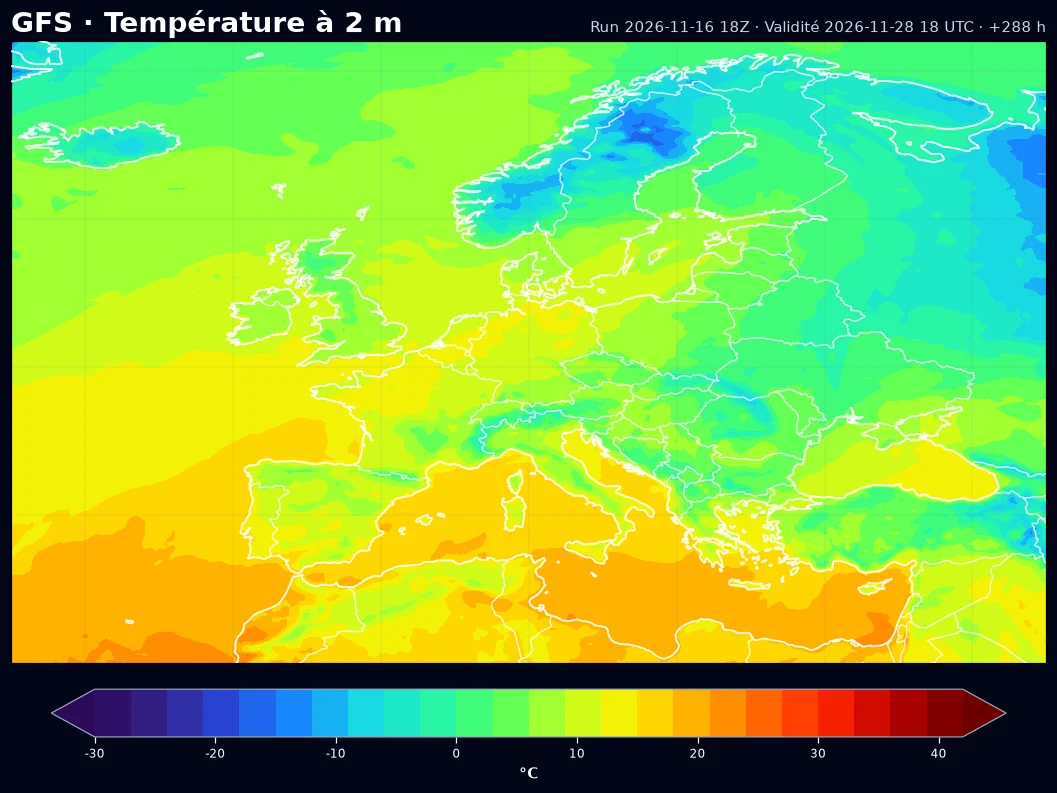 GFS · Température à 2 m
Run 2026-11-16 18Z · Validité 2026-11-28 18 UTC · +288 h
-30 -20 -10 0 10 20 30 40
°C